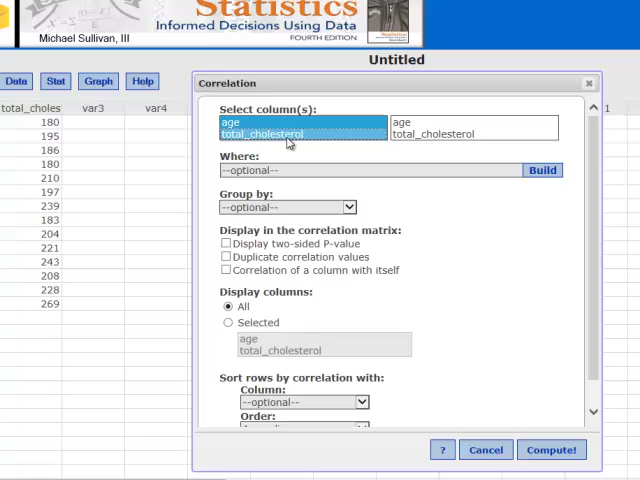 Statistics
Informed Decisions Using Data
Michael Sullivan, III
FOURTH EDITION
Untitled
Data Stat Graph Help
Correlation
total_choles var3 var4 1
180
195
186
180
210
197
239
183
204
221
243
208
228
269
Select column(s):
age age
total_cholesterol total_cholesterol
Where:
--optional-- Build
Group by:
--optional--
Display in the correlation matrix:
Display two-sided P-value
Duplicate correlation values
Correlation of a column with itself
Display columns:
All
Selected
age
total_cholesterol
Sort rows by correlation with:
Column:
--optional--
Order:
? Cancel Compute!